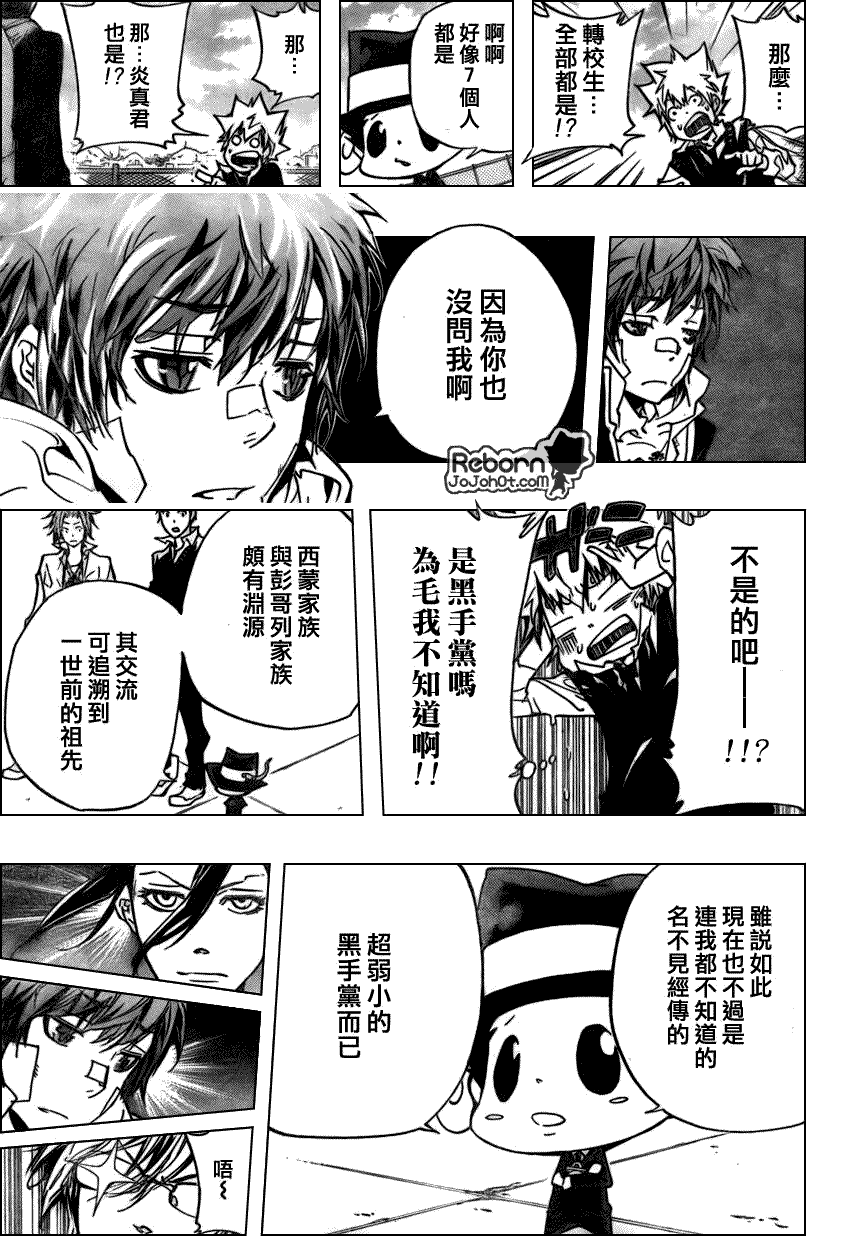 那麼…
轉校生…
全部都是!?
啊啊
好像7個人
都是
那…
那…炎真君
也是!?
因為你也
沒問我啊
Reborn
JoJoHOt.coM
不是的吧──!!?
是黑手黨嗎
為毛我不知道啊!!
西蒙家族
與彭哥列家族
頗有淵源
其交流
可追溯到
一世前的祖先
雖説如此
現在也不過是
連我都不知道的
名不見經傳的
超弱小的
黑手黨而已
唔~